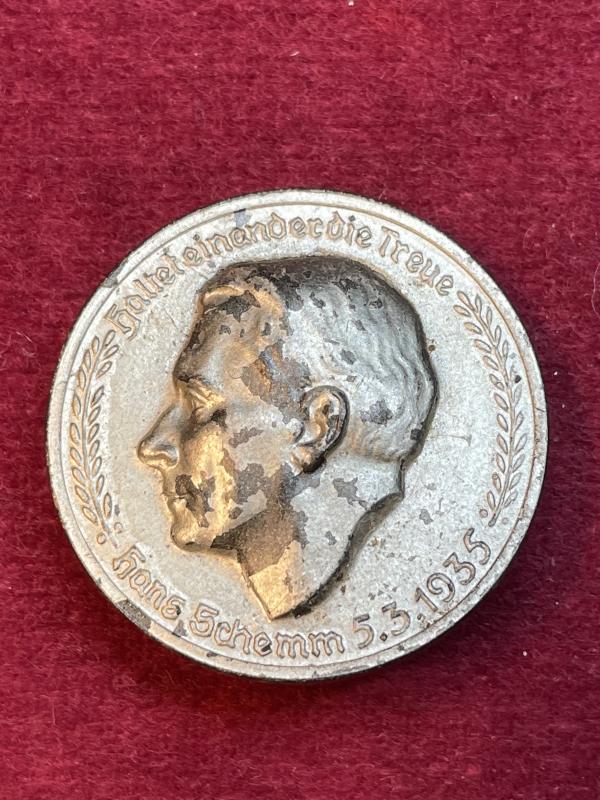 Haltet einander die Treue
Hans Schemm 5.3.1935